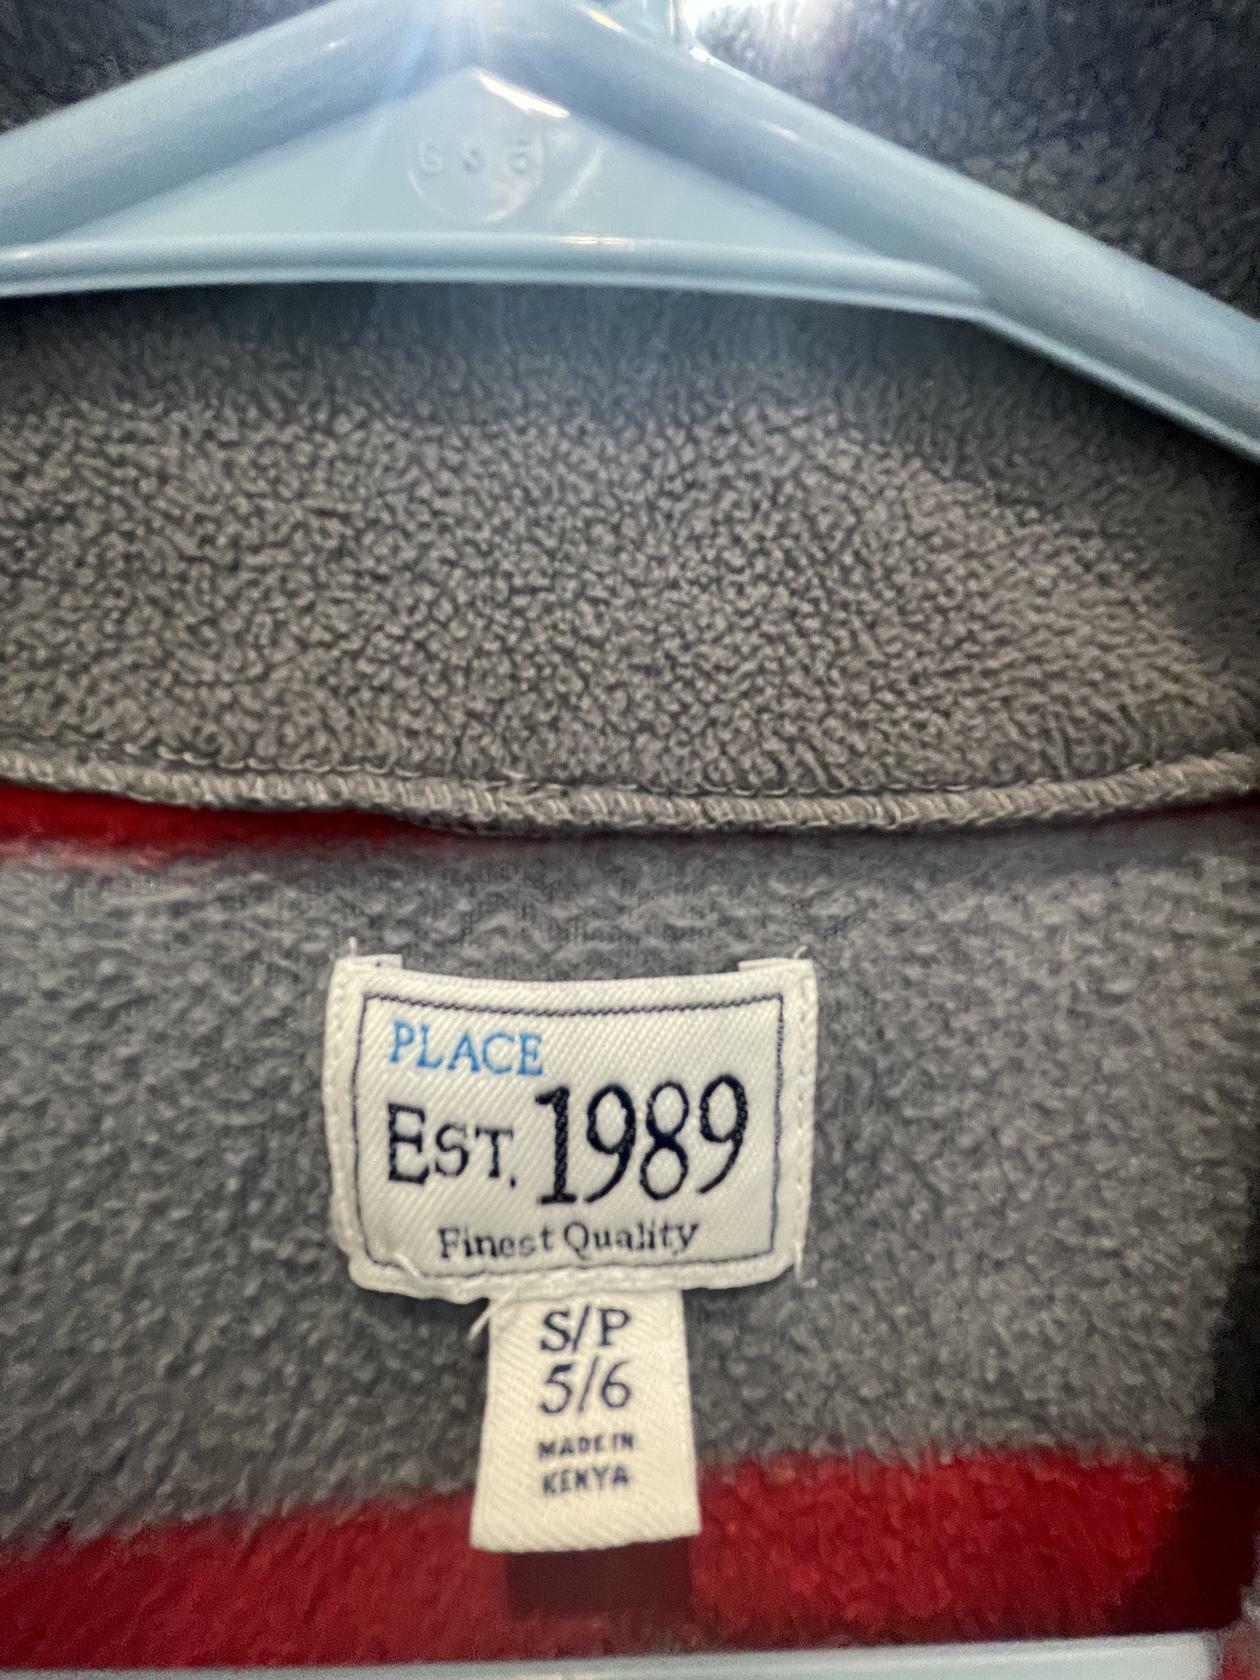 PLACE
EST. 1989
Finest Quality
S/P
5/6
MADE IN
KENYA